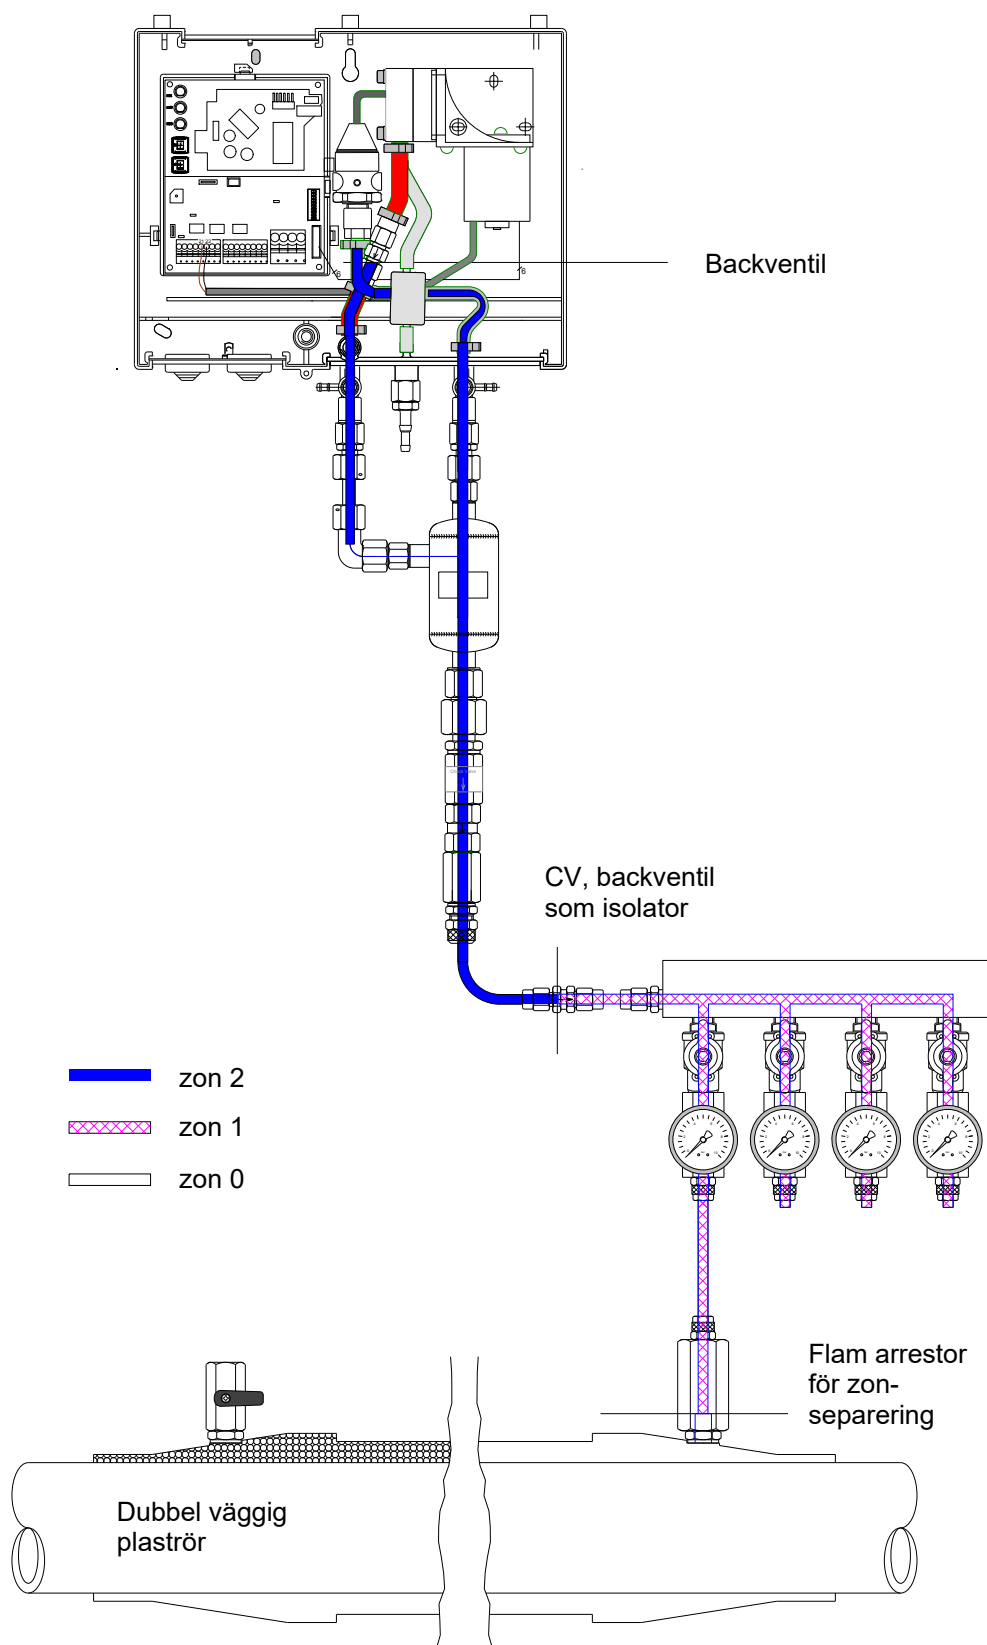 Backventil
CV, backventil
som isolator
zon 2
zon 1
zon 0
Flam arrestor
för zon-
separering
Dubbel väggig
plaströr